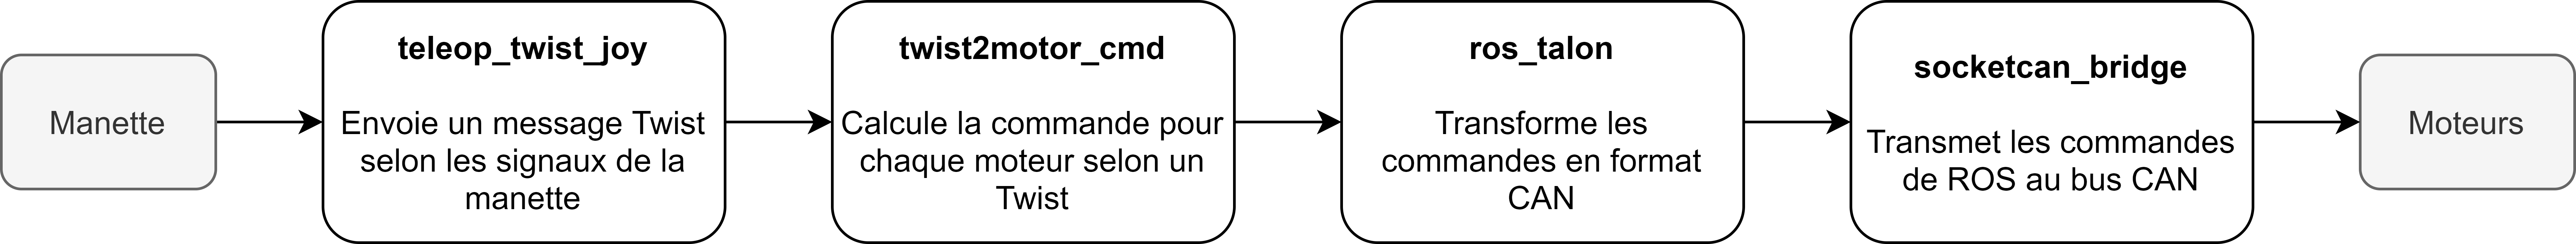 Manette
teleop_twist_joy
Envoie un message Twist
selon les signaux de la
manette
twist2motor_cmd
Calcule la commande pour
chaque moteur selon un
Twist
ros_talon
Transforme les
commandes en format
CAN
socketcan_bridge
Transmet les commandes
de ROS au bus CAN
Moteurs